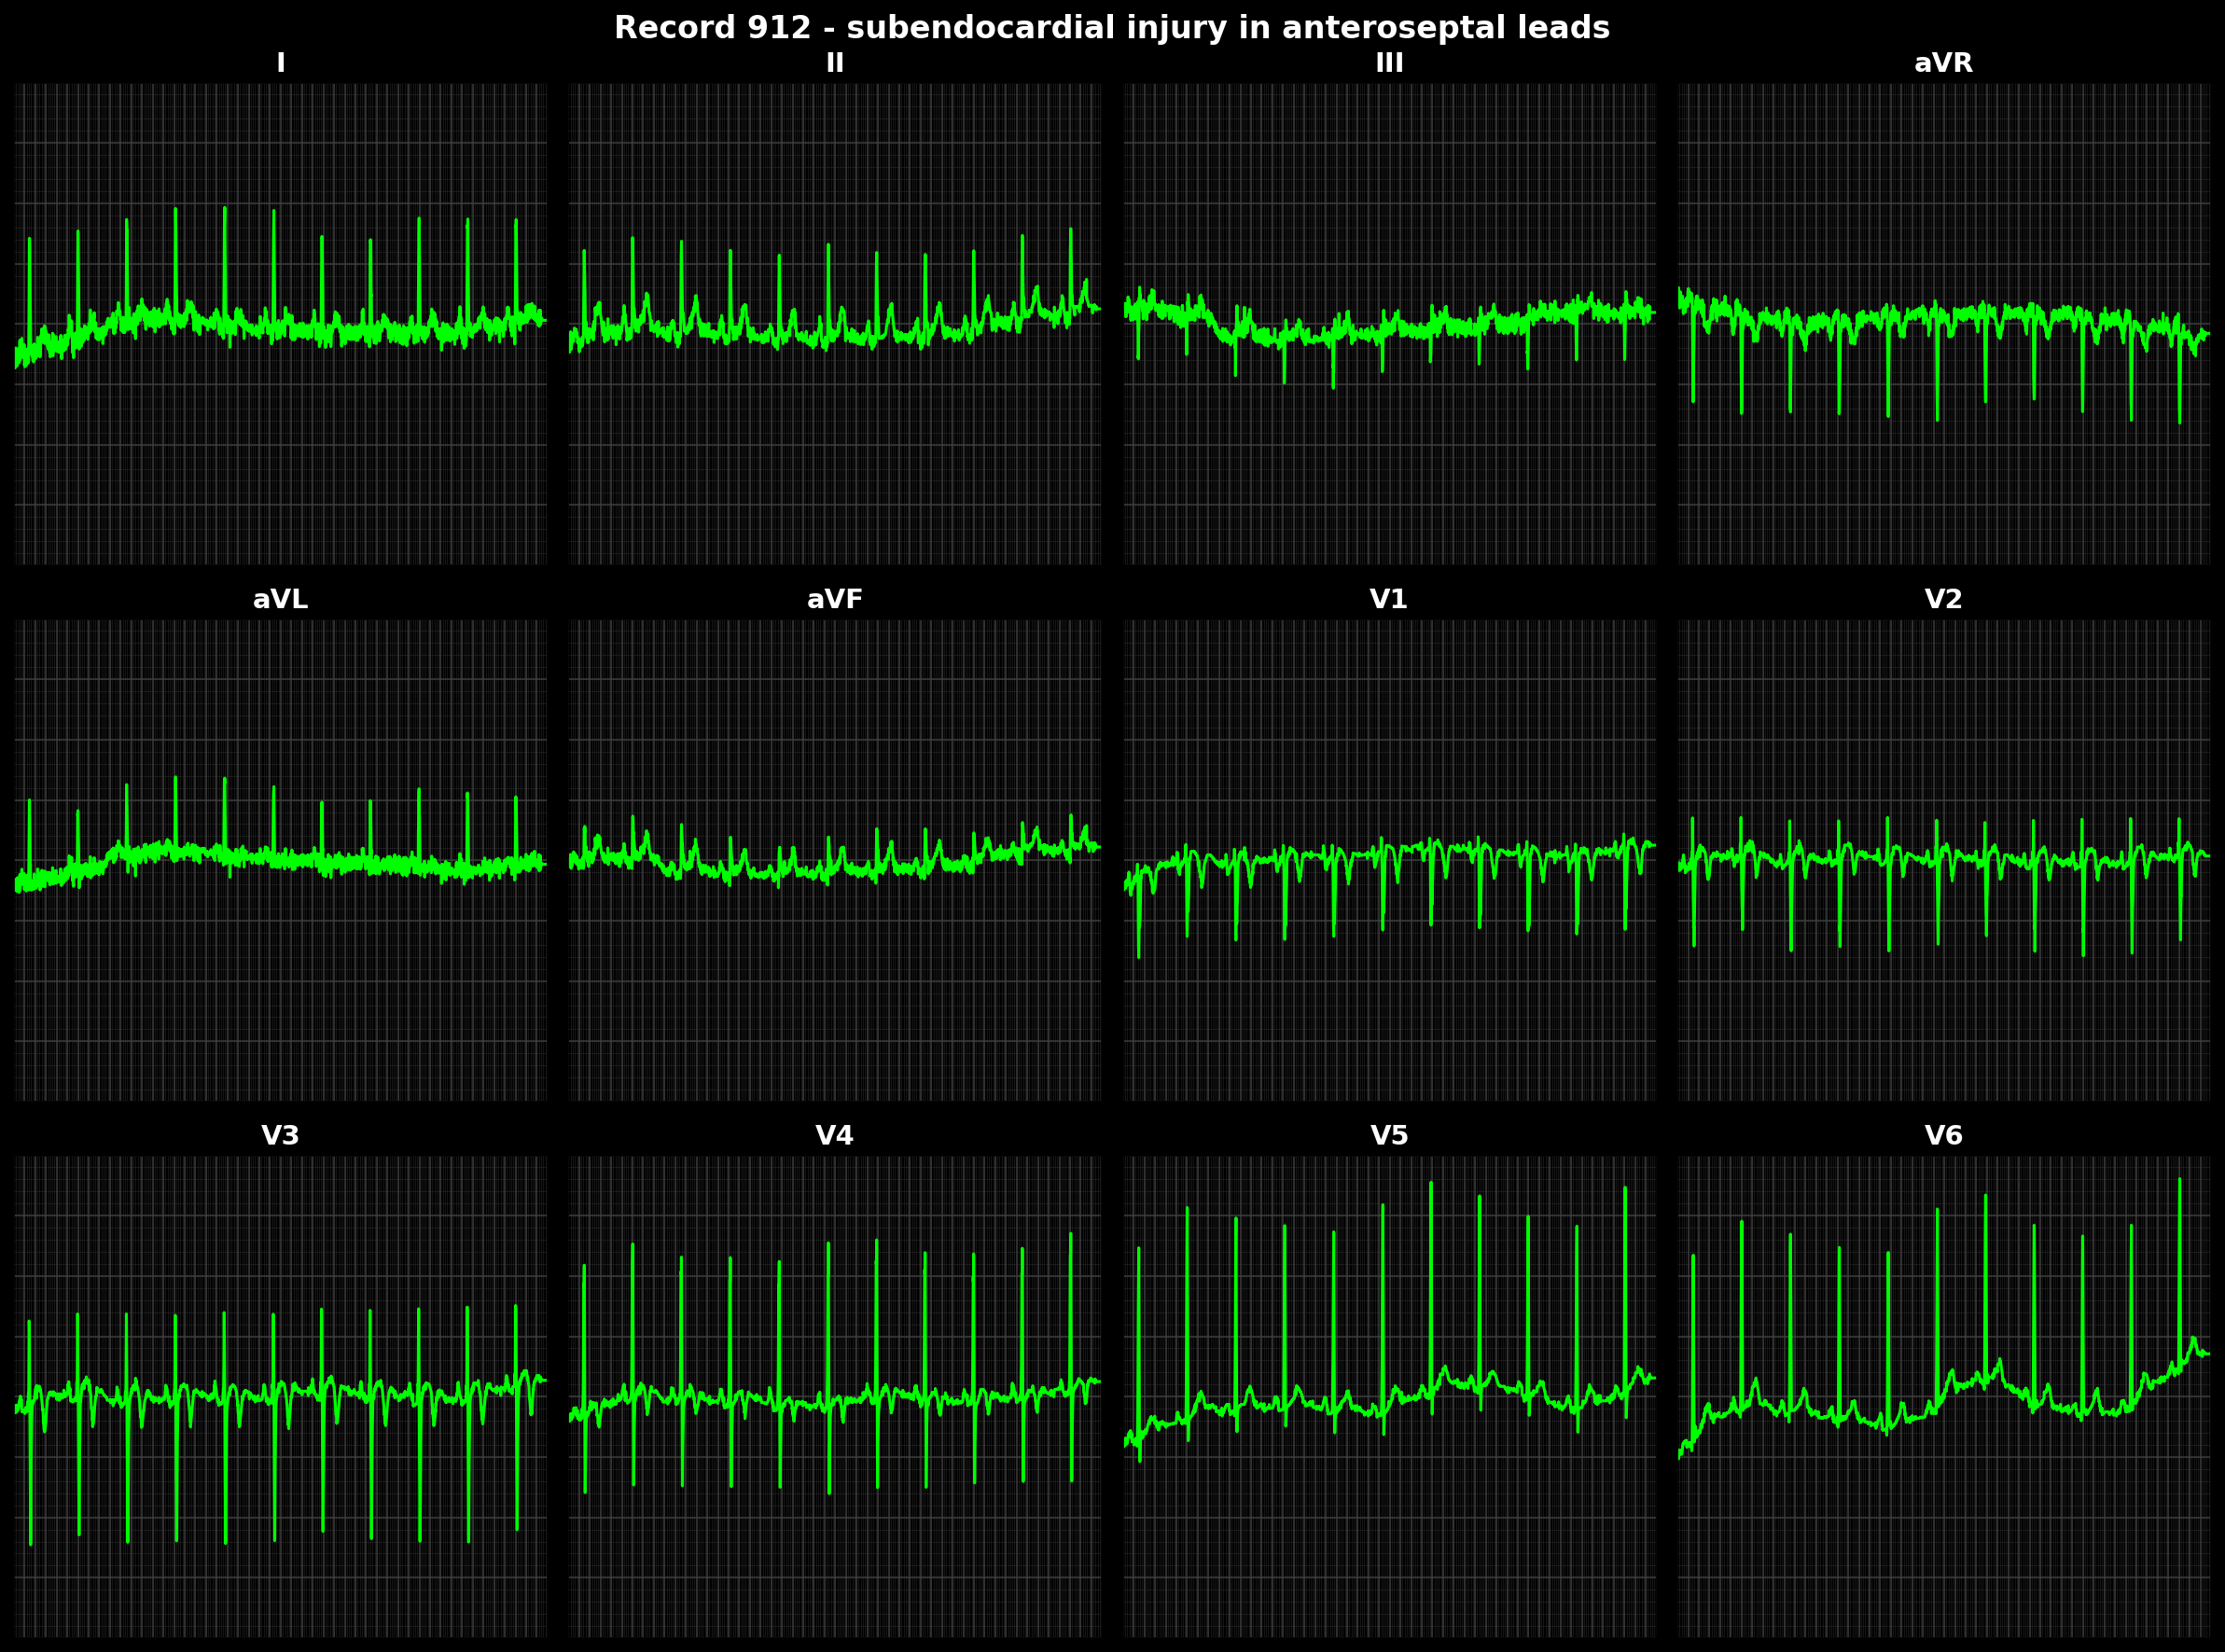 Record 912 - subendocardial injury in anteroseptal leads
I II III aVR
aVL aVF V1 V2
V3 V4 V5 V6